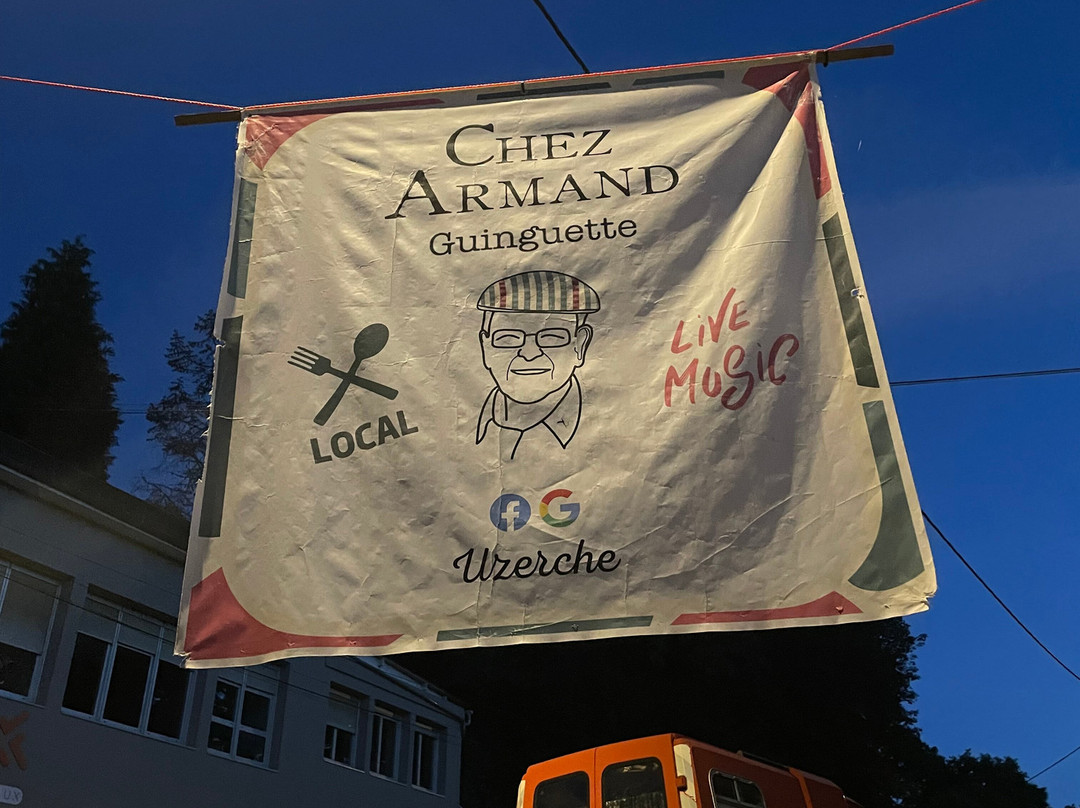 CHEZ
ARMAND
Guinguette
LIVE
MUSIC
LOCAL
f G
Uzerche